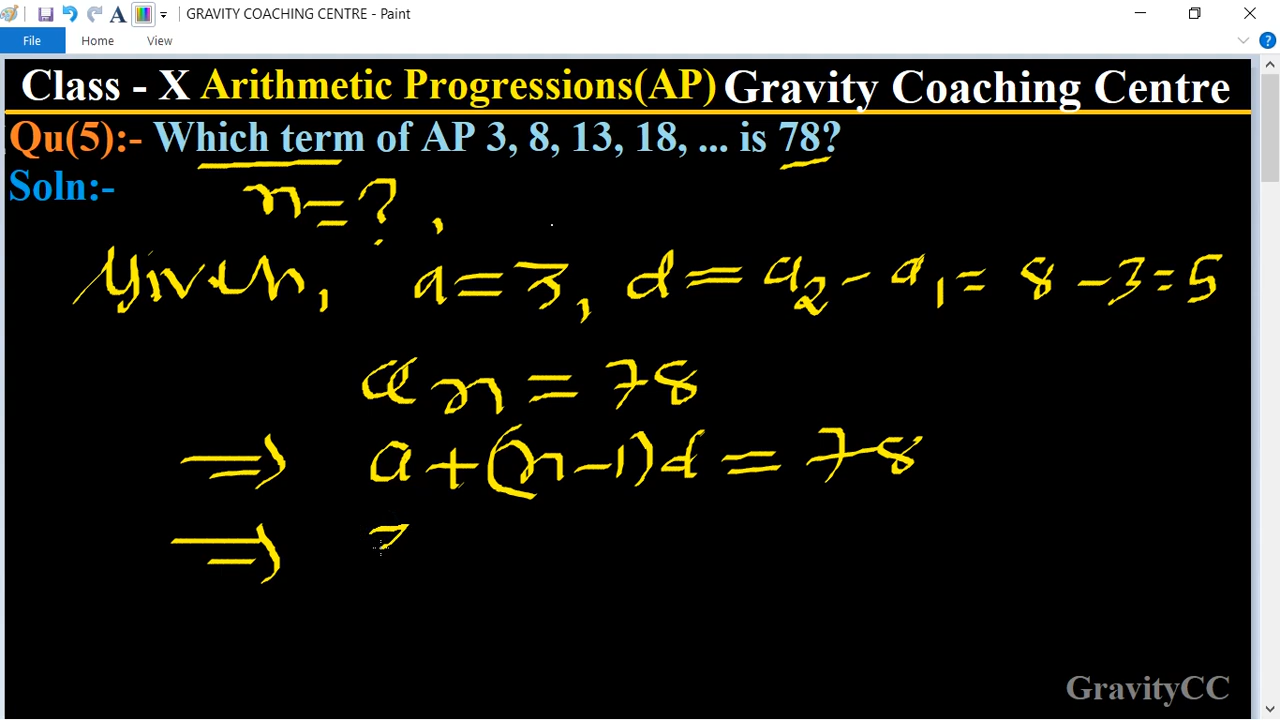 GRAVITY COACHING CENTRE - Paint
File Home View
Class - X Arithmetic Progressions(AP) Gravity Coaching Centre
Qu(5):- Which term of AP 3, 8, 13, 18, ... is 78?
Soln:-
n = ? ,
Given, a = 3, d = a₂ - a₁ = 8 - 3 = 5
an = 78
⇒ a + (n - 1)d = 78
⇒
GravityCC